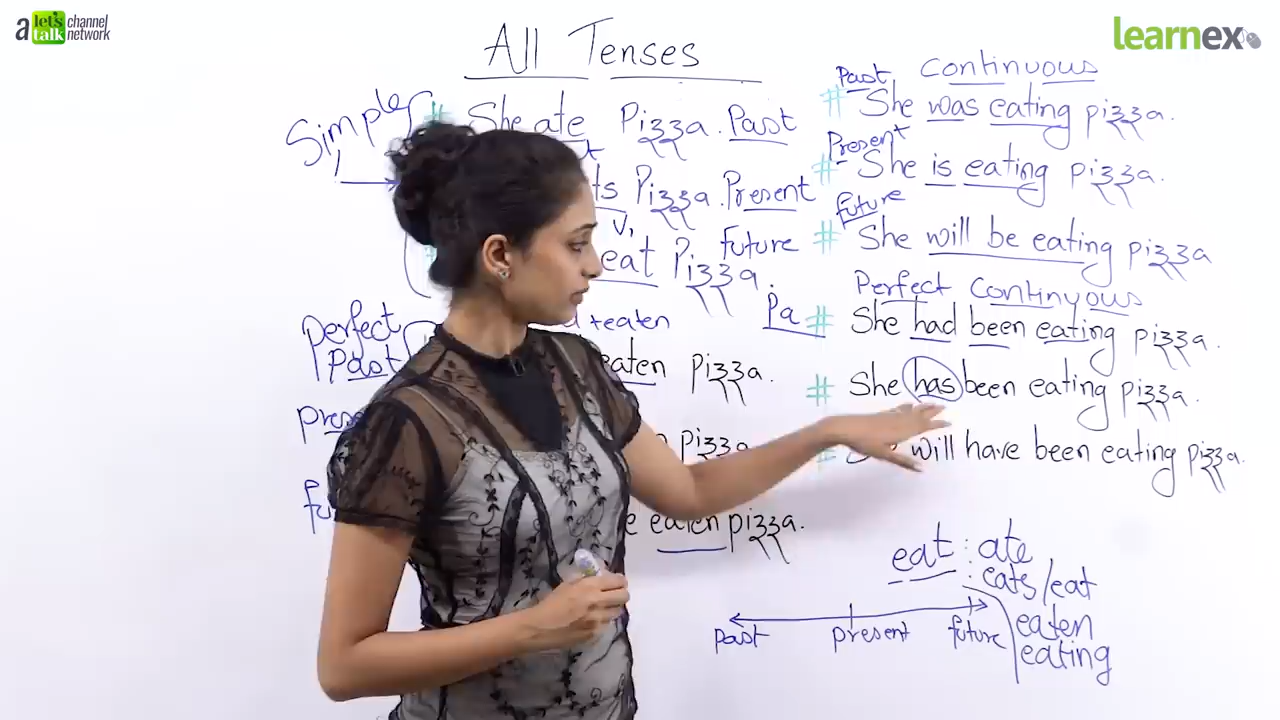 a let's talk channel network
learnex
All Tenses
Simple
# She ate Pizza. Past
Pizza. Present
V1
eat Pizza. future
perfect
Past
eaten
eaten pizza.
pizza
eaten pizza.
Continuous
Past
# She was eating pizza.
Present
# She is eating pizza.
future
# She will be eating pizza
Perfect Continuous
Pa # She had been eating pizza.
# She has been eating pizza.
will have been eating pizza.
eat : ate
: eats/eat
eaten
eating
past present future